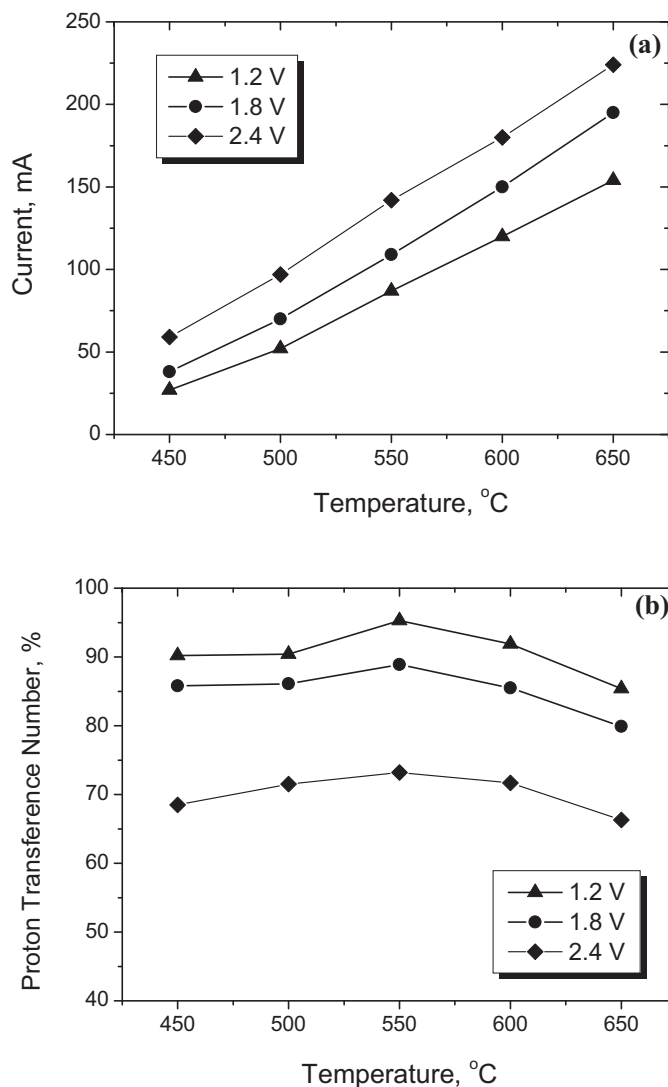 (a)
250
200
150
100
50
0
Current, mA
1.2 V
1.8 V
2.4 V
450 500 550 600 650
Temperature, °C
(b)
100
90
80
70
60
50
40
Proton Transference Number, %
1.2 V
1.8 V
2.4 V
450 500 550 600 650
Temperature, °C